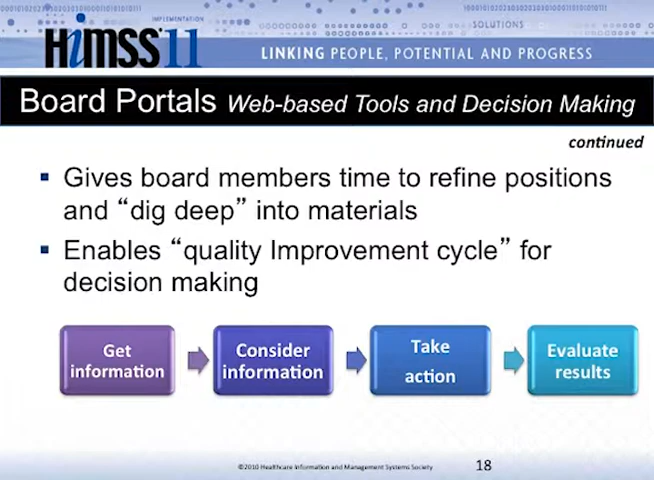 IMPLEMENTATION
SOLUTIONS
HiMSS11
LINKING PEOPLE, POTENTIAL AND PROGRESS
Board Portals Web-based Tools and Decision Making
continued
▪ Gives board members time to refine positions
and “dig deep” into materials
▪ Enables “quality Improvement cycle” for
decision making
Get
information
Consider
information
Take
action
Evaluate
results
©2010 Healthcare Information and Management Systems Society
18